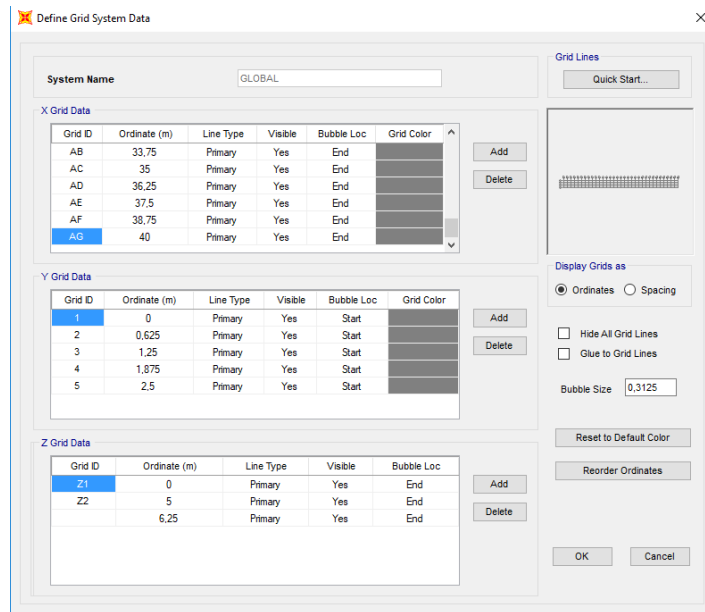 Define Grid System Data
Grid Lines
System Name GLOBAL Quick Start...
X Grid Data
Grid ID Ordinate (m) Line Type Visible Bubble Loc Grid Color
AB 33,75 Primary Yes End Add
AC 35 Primary Yes End
AD 36,25 Primary Yes End Delete
AE 37,5 Primary Yes End
AF 38,75 Primary Yes End
AG 40 Primary Yes End
Display Grids as
Y Grid Data
Ordinates Spacing
Grid ID Ordinate (m) Line Type Visible Bubble Loc Grid Color
1 0 Primary Yes Start Add
2 0,625 Primary Yes Start Hide All Grid Lines
3 1,25 Primary Yes Start Delete Glue to Grid Lines
4 1,875 Primary Yes Start
5 2,5 Primary Yes Start Bubble Size 0,3125
Reset to Default Color
Z Grid Data
Grid ID Ordinate (m) Line Type Visible Bubble Loc Reorder Ordinates
Z1 0 Primary Yes End Add
Z2 5 Primary Yes End
6,25 Primary Yes End Delete
OK Cancel